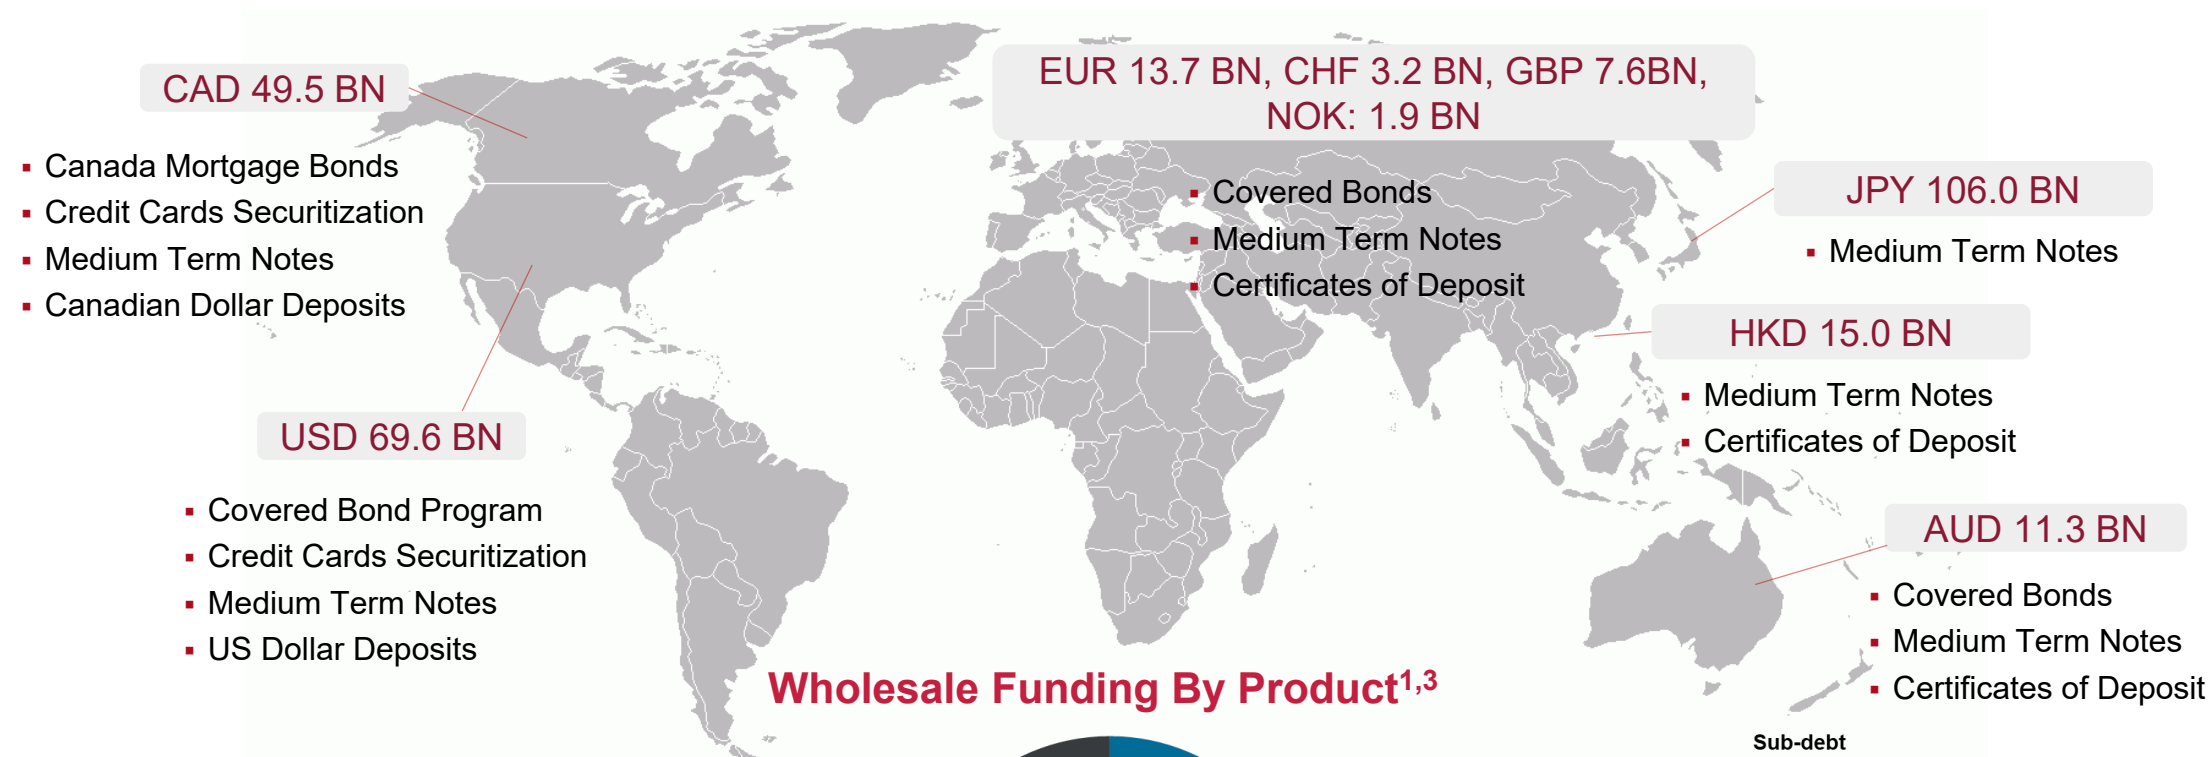 CAD 49.5 BN
▪ Canada Mortgage Bonds
▪ Credit Cards Securitization
▪ Medium Term Notes
▪ Canadian Dollar Deposits
USD 69.6 BN
▪ Covered Bond Program
▪ Credit Cards Securitization
▪ Medium Term Notes
▪ US Dollar Deposits
EUR 13.7 BN, CHF 3.2 BN, GBP 7.6BN,
NOK: 1.9 BN
▪ Covered Bonds
▪ Medium Term Notes
▪ Certificates of Deposit
JPY 106.0 BN
▪ Medium Term Notes
HKD 15.0 BN
▪ Medium Term Notes
▪ Certificates of Deposit
AUD 11.3 BN
▪ Covered Bonds
▪ Medium Term Notes
▪ Certificates of Deposit
Wholesale Funding By Product1,3
Sub-debt